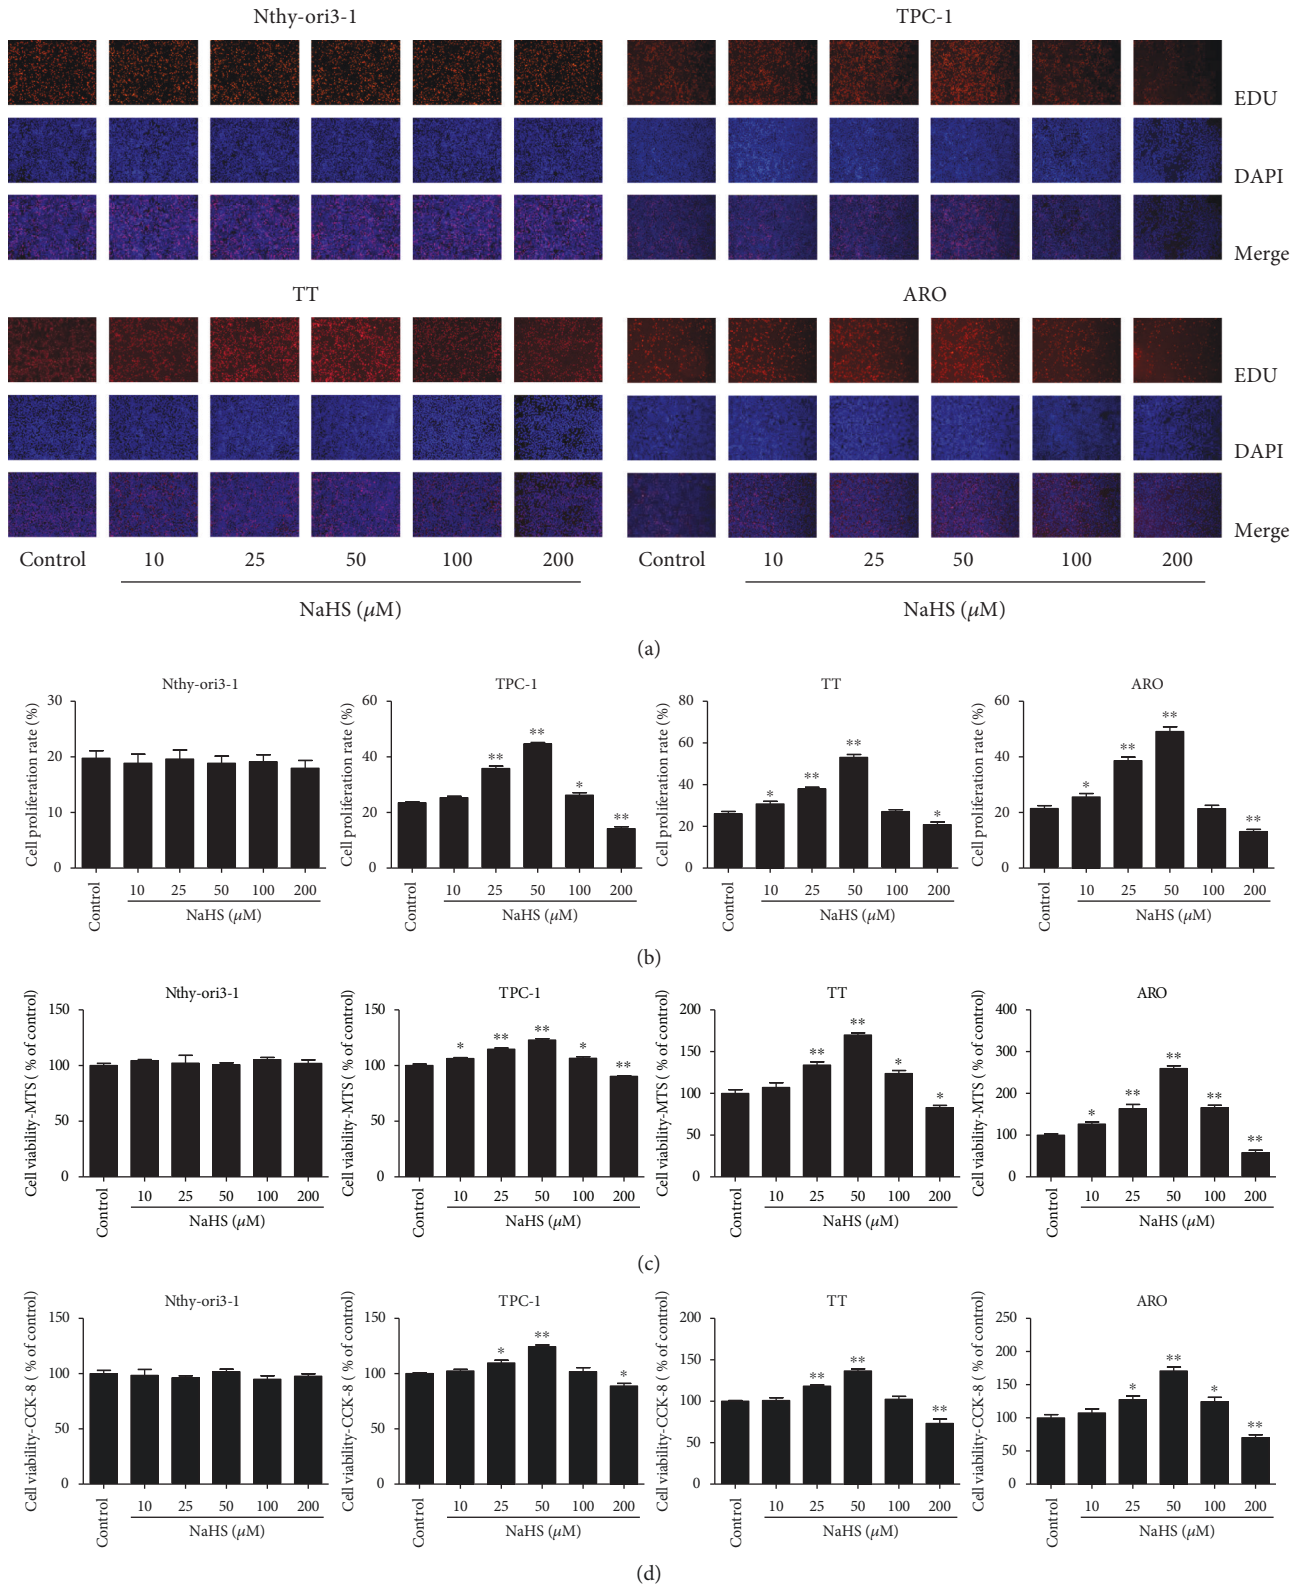 Nthy-ori3-1 TPC-1
EDU
DAPI
Merge
TT ARO
EDU
DAPI
Merge
Control 10 25 50 100 200 Control 10 25 50 100 200
NaHS (μM) NaHS (μM)
(a)
Nthy-ori3-1
Cell proliferation rate (%)
30
20
10
0
Control 10 25 50 100 200
NaHS (μM)
TPC-1
Cell proliferation rate (%)
60
40
20
0
** ** * **
Control 10 25 50 100 200
NaHS (μM)
TT
Cell proliferation rate (%)
80
60
40
20
0
* ** ** *
Control 10 25 50 100 200
NaHS (μM)
ARO
Cell proliferation rate (%)
60
40
20
0
* ** ** **
Control 10 25 50 100 200
NaHS (μM)
(b)
Nthy-ori3-1
Cell viability-MTS ( % of control)
150
100
50
0
Control 10 25 50 100 200
NaHS (μM)
TPC-1
Cell viability-MTS ( % of control)
150
100
50
0
* ** ** * **
Control 10 25 50 100 200
NaHS (μM)
TT
Cell viability-MTS ( % of control)
200
150
100
50
0
** ** * *
Control 10 25 50 100 200
NaHS (μM)
ARO
Cell viability-MTS ( % of control)
400
300
200
100
0
* ** ** ** **
Control 10 25 50 100 200
NaHS (μM)
(c)
Nthy-ori3-1
Cell viability-CCK-8 ( % of control)
150
100
50
0
Control 10 25 50 100 200
NaHS (μM)
TPC-1
Cell viability-CCK-8 ( % of control)
150
100
50
0
* ** *
Control 10 25 50 100 200
NaHS (μM)
TT
Cell viability-CCK-8 ( % of control)
200
150
100
50
0
** ** **
Control 10 25 50 100 200
NaHS (μM)
ARO
Cell viability-CCK-8 ( % of control)
250
200
150
100
50
0
* ** * **
Control 10 25 50 100 200
NaHS (μM)
(d)